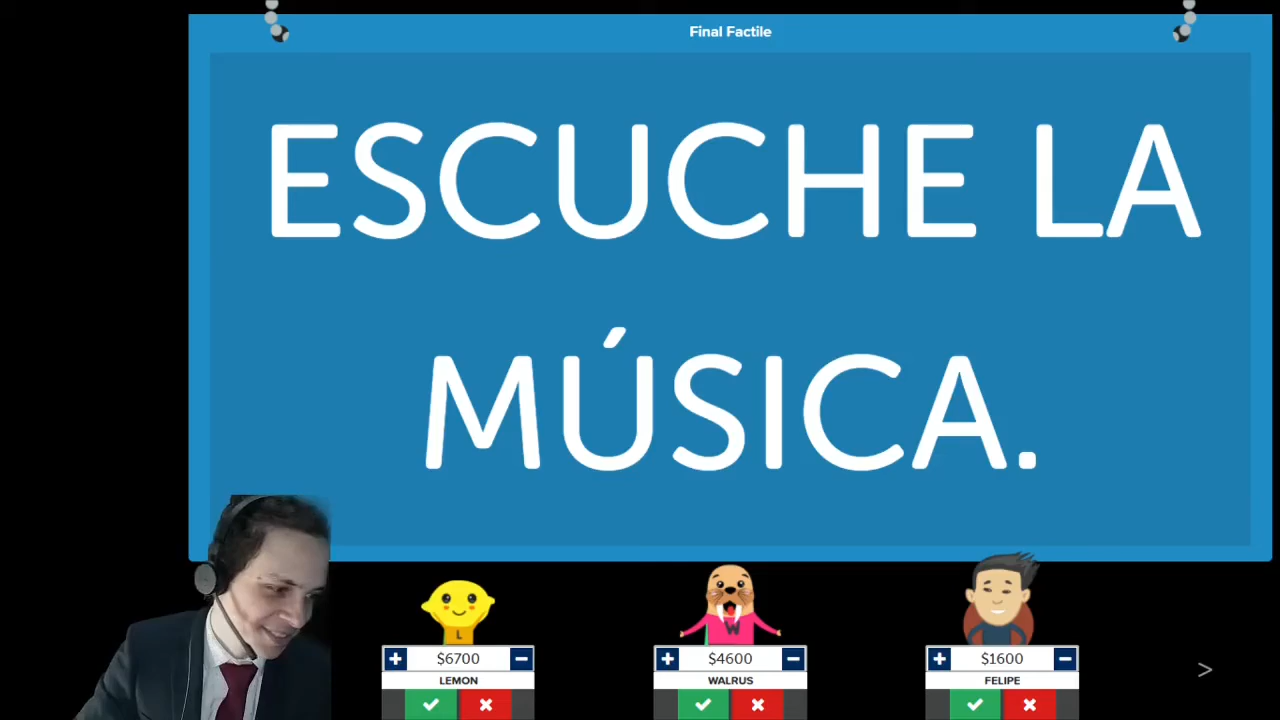 Final Factile
ESCUCHE LA
MÚSICA.
L
W
+ $6700 −
LEMON
+ $4600 −
WALRUS
+ $1600 −
FELIPE
>